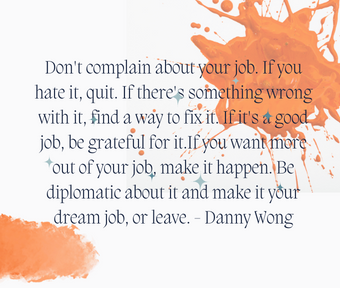 Don't complain about your job. If you
hate it, quit. If there's something wrong
with it, find a way to fix it. If it's a good
job, be grateful for it.If you want more
out of your job, make it happen. Be
diplomatic about it and make it your
dream job, or leave. - Danny Wong